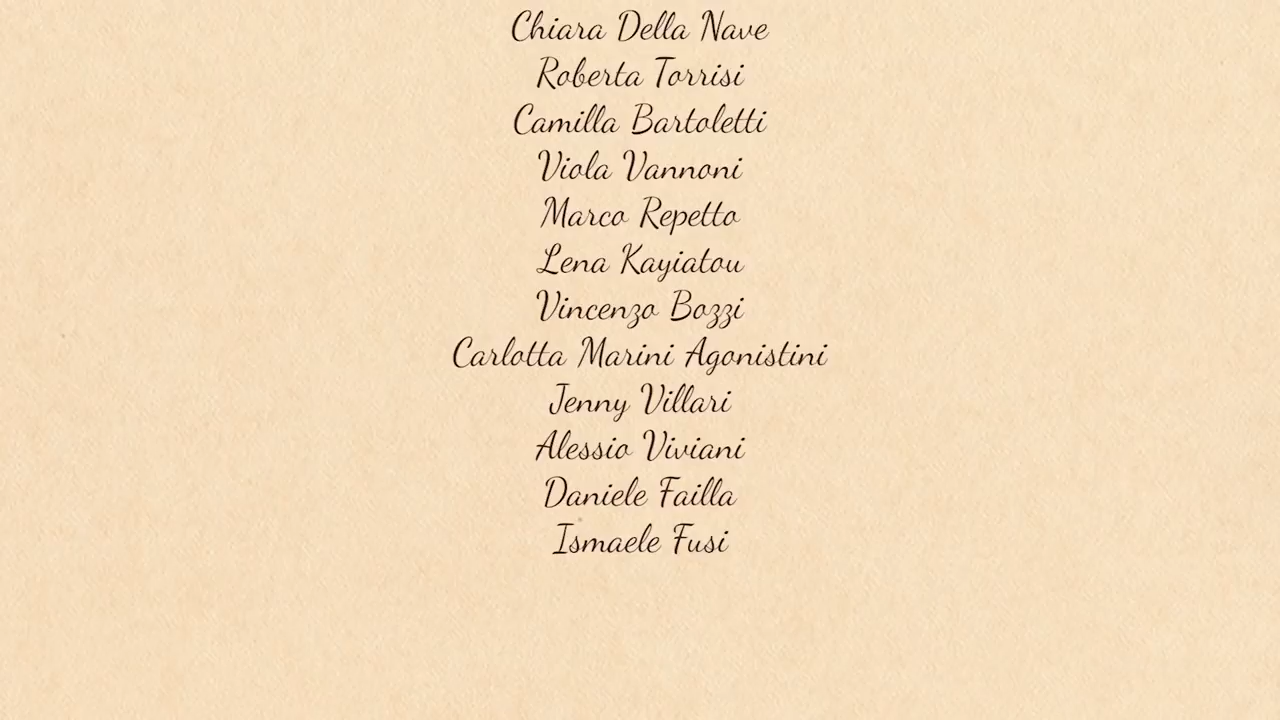 Chiara Della Nave
Roberta Torrisi
Camilla Bartoletti
Viola Vannoni
Marco Repetto
Lena Kayiatou
Vincenzo Bozzi
Carlotta Marini Agonistini
Jenny Villari
Alessio Viviani
Daniele Failla
Ismaele Fusi